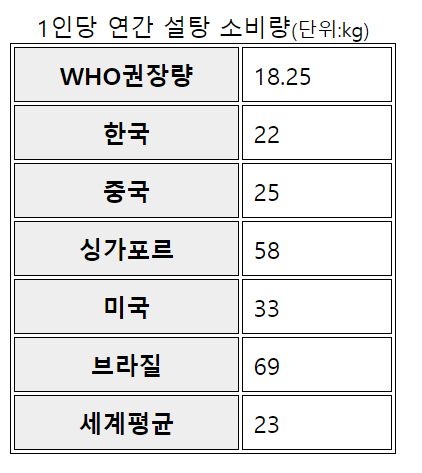 1인당 연간 설탕 소비량(단위:kg)
WHO권장량 18.25
한국 22
중국 25
싱가포르 58
미국 33
브라질 69
세계평균 23